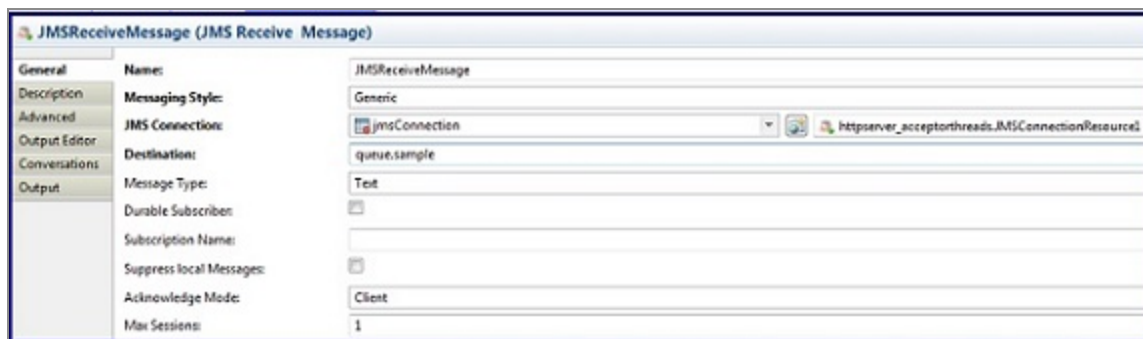 JMSReceiveMessage (JMS Receive Message)
General
Description
Advanced
Output Editor
Conversations
Output
Name: JMSReceiveMessage
Messaging Style: Generic
JMS Connection: jmsConnection httpserver_acceptorthreads.JMSConnectionResource1
Destination: queue.sample
Message Type: Text
Durable Subscriber:
Subscription Name:
Suppress local Messages:
Acknowledge Mode: Client
Max Sessions: 1